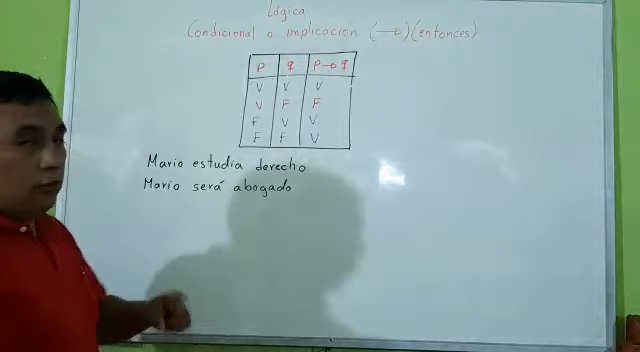 Lógica
Condicional o implicación (→)(entonces)
P q P→q
V V V
V F F
F V V
F F V
Mario estudia derecho
Mario será abogado